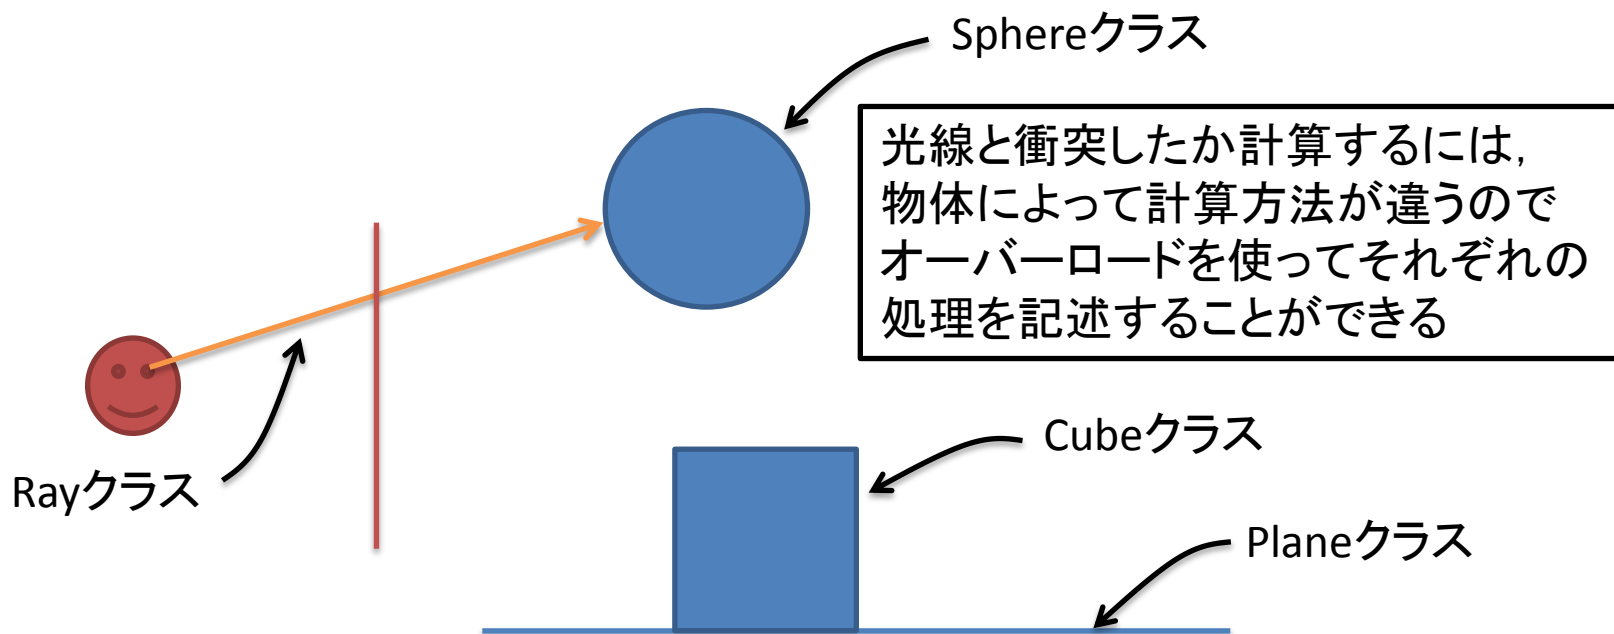 Sphereクラス
光線と衝突したか計算するには,
物体によって計算方法が違うので
オーバーロードを使ってそれぞれの
処理を記述することができる
Cubeクラス
Rayクラス
Planeクラス